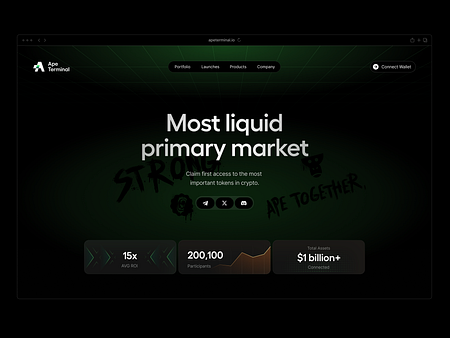 apeterminal.io
Ape
Terminal
Portfolio Launches Products Company
Connect Wallet
Most liquid
primary market
STRONG
Claim first access to the most
important tokens in crypto.
APE TOGETHER
15x
AVG ROI
200,100
Participants
Total Assets
$1 billion+
Connected